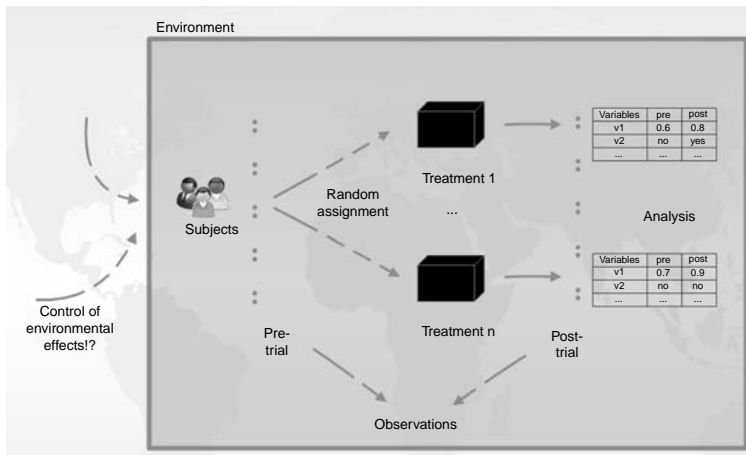 Environment
Variables pre post
v1 0.6 0.8
v2 no yes
... ... ...
Treatment 1
Random
assignment
...
Subjects
Analysis
Variables pre post
v1 0.7 0.9
v2 no no
... ... ...
Control of
environmental
effects!?
Treatment n
Pre-
trial
Post-
trial
Observations